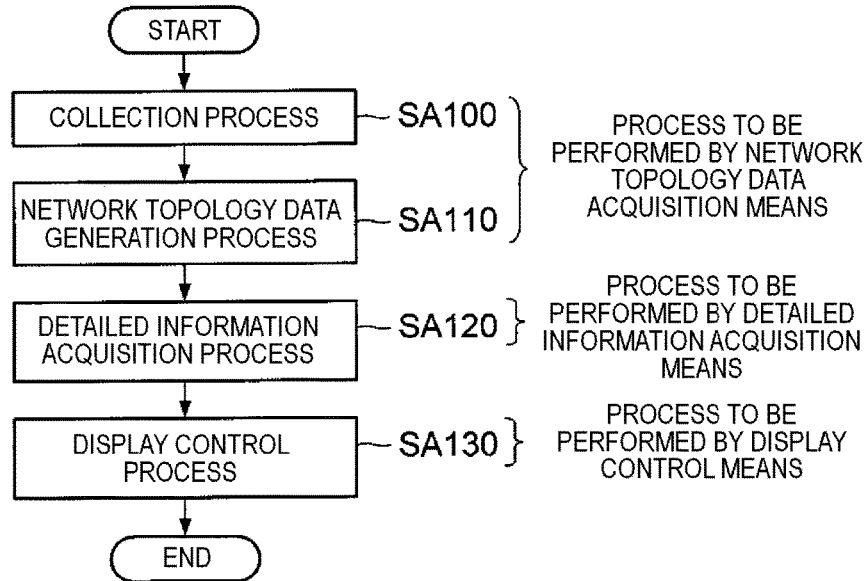 START
COLLECTION PROCESS
SA100
NETWORK TOPOLOGY DATA
GENERATION PROCESS
SA110
PROCESS TO BE
PERFORMED BY NETWORK
TOPOLOGY DATA
ACQUISITION MEANS
DETAILED INFORMATION
ACQUISITION PROCESS
SA120
PROCESS TO BE
PERFORMED BY DETAILED
INFORMATION ACQUISITION
MEANS
DISPLAY CONTROL
PROCESS
SA130
PROCESS TO BE
PERFORMED BY DISPLAY
CONTROL MEANS
END